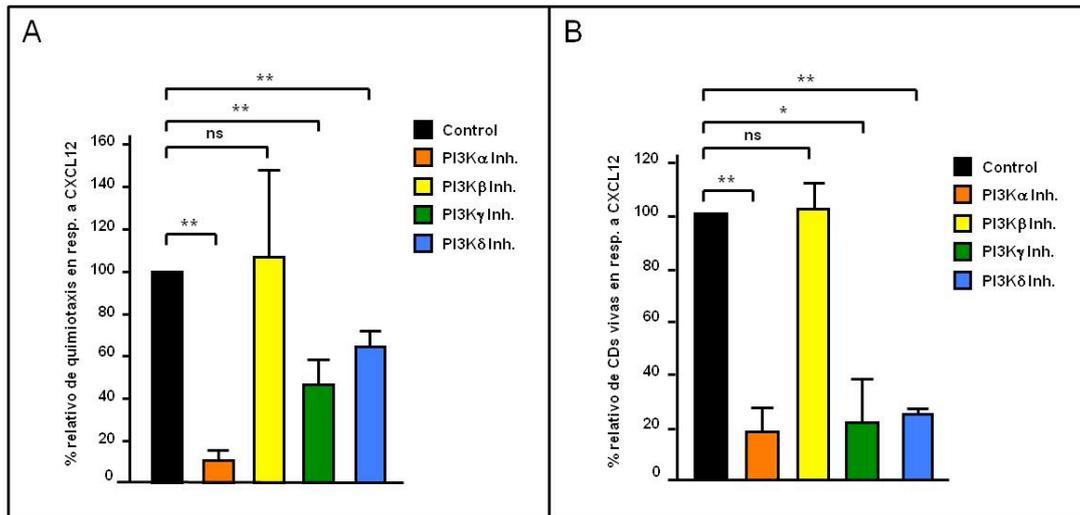 A
**
**
ns
**
% relativo de quimiotaxis en resp. a CXCL12
160
140
120
100
80
60
40
20
0
Control
PI3Kα Inh.
PI3Kβ Inh.
PI3Kγ Inh.
PI3Kδ Inh.
B
**
*
ns
**
% relativo de CDs vivas en resp. a CXCL12
120
100
80
60
40
20
0
Control
PI3Kα Inh.
PI3Kβ Inh.
PI3Kγ Inh.
PI3Kδ Inh.